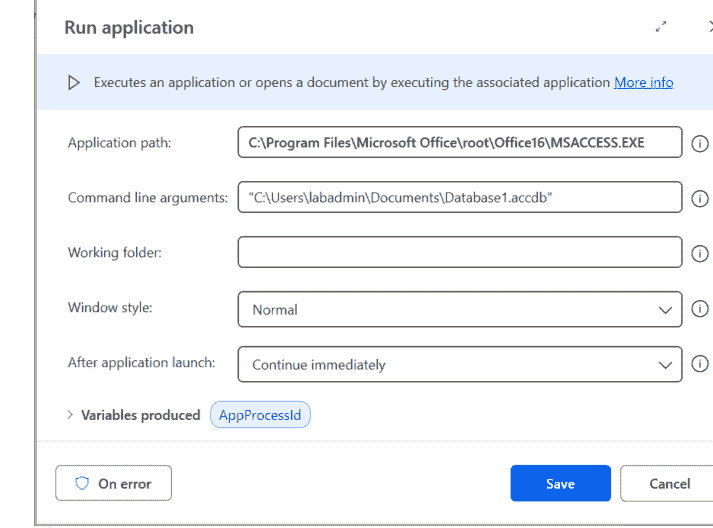 Run application
Executes an application or opens a document by executing the associated application More info
Application path: C:\Program Files\Microsoft Office\root\Office16\MSACCESS.EXE
Command line arguments: "C:\Users\labadmin\Documents\Database1.accdb"
Working folder:
Window style: Normal
After application launch: Continue immediately
Variables produced AppProcessId
On error Save Cancel